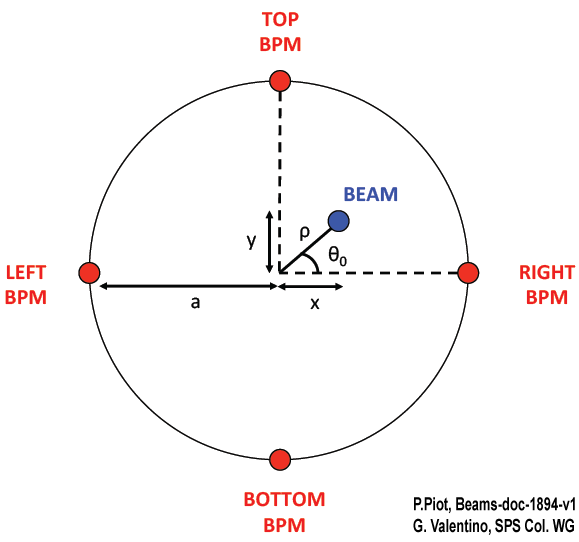 TOP
BPM
BEAM
ρ
y
θ0
LEFT
BPM
RIGHT
BPM
a
x
BOTTOM
BPM
P.Piot, Beams-doc-1894-v1
G. Valentino, SPS Col. WG